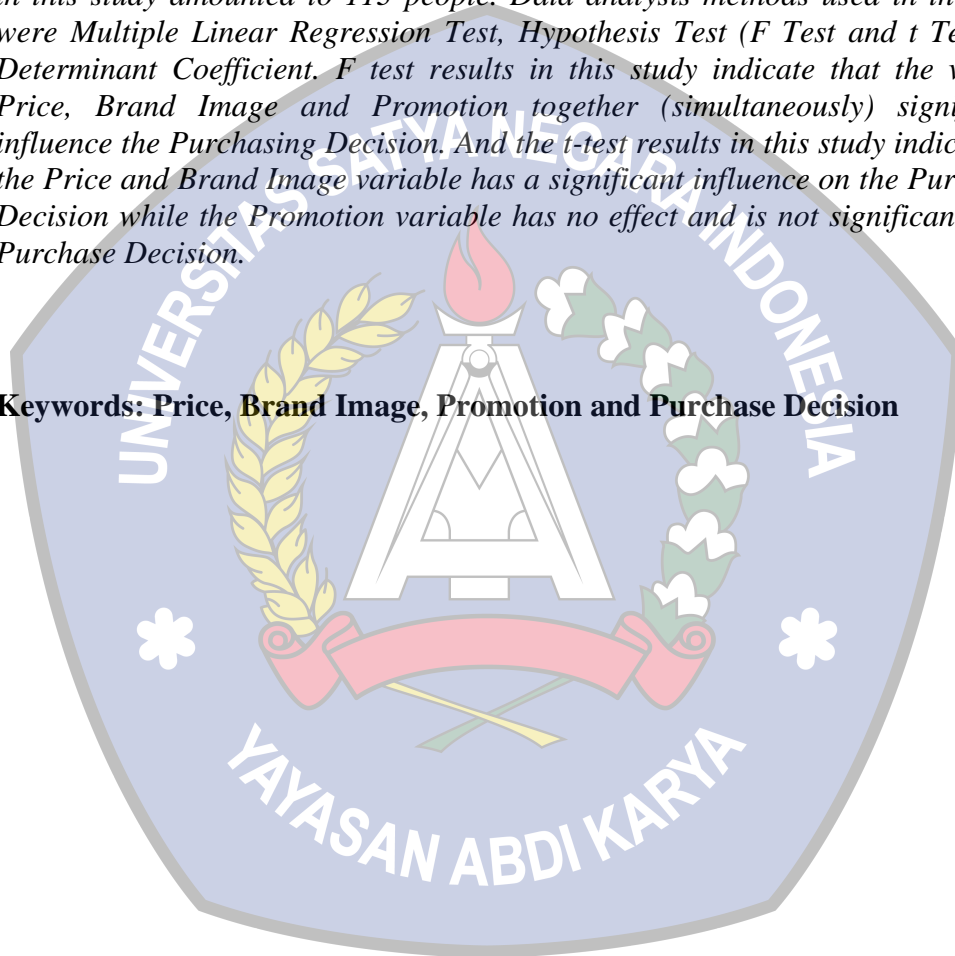 in this study amounted to people. Data analysis methods used in
were Multiple Linear Regression Test, Hypothesis Test (F Test and t Te
Determinant Coefficient. F test results in this study indicate that the v
Price, Brand Image and Promotion together (simultaneously) signi
influence the Purchasing Decision. And the t-test results in this study indic
the Price and Brand Image variable has a significant influence on the Pur
Decision while the Promotion variable has no effect and is not significan
Purchase Decision.
Keywords: Price, Brand Image, Promotion and Purchase Decision
UNIVERSITAS SATYA NEGARA INDONESIA
YAYASAN ABDI KARYA